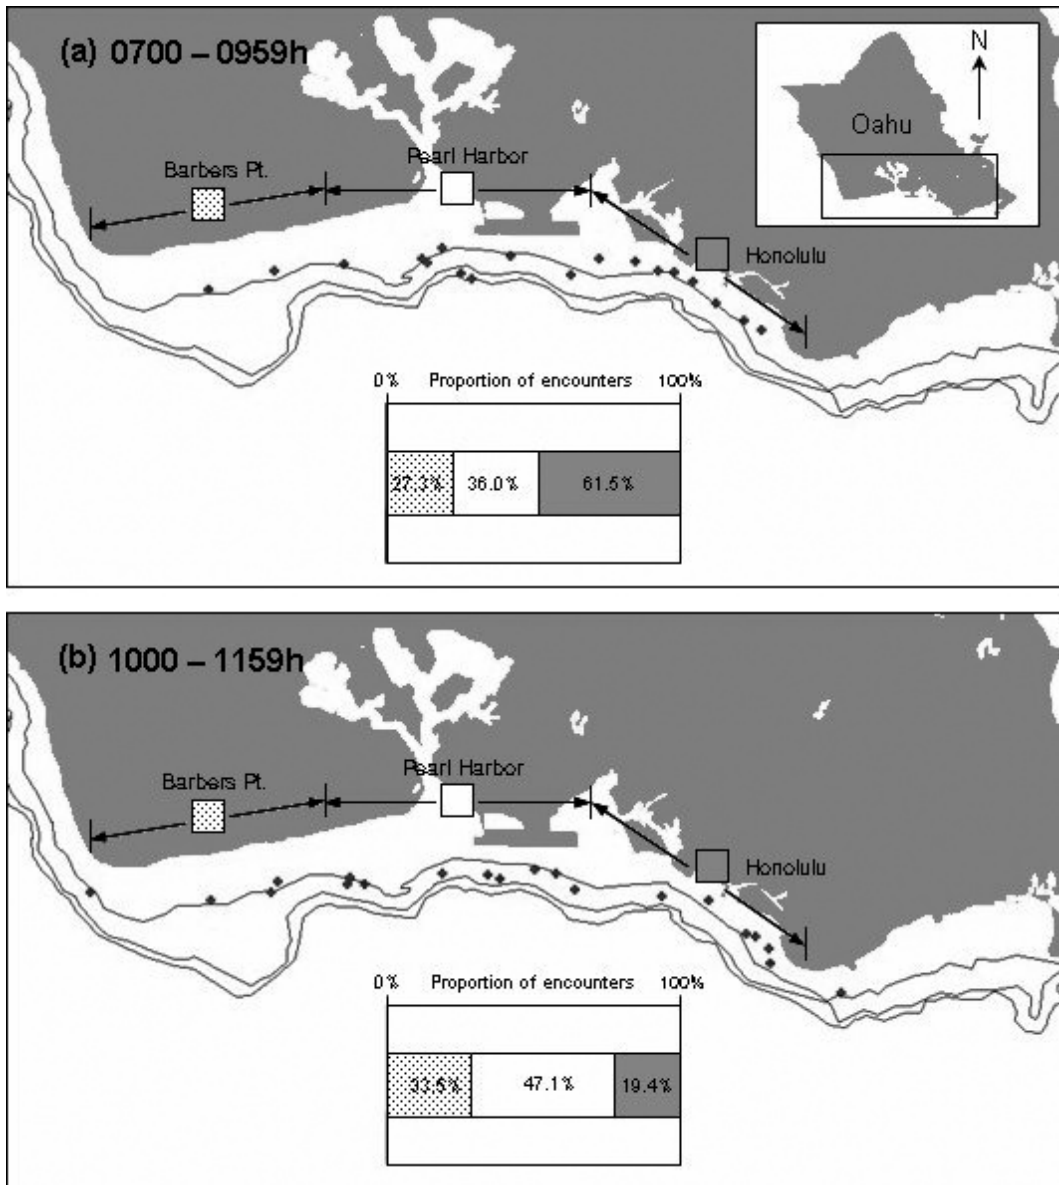 (a) 0700 – 0959h
N
Oahu
Pearl Harbor
Barbers Pt.
Honolulu
0% Proportion of encounters 100%
27.3% 36.0% 61.5%
(b) 1000 – 1159h
Pearl Harbor
Barbers Pt.
Honolulu
0% Proportion of encounters 100%
33.5% 47.1% 19.4%